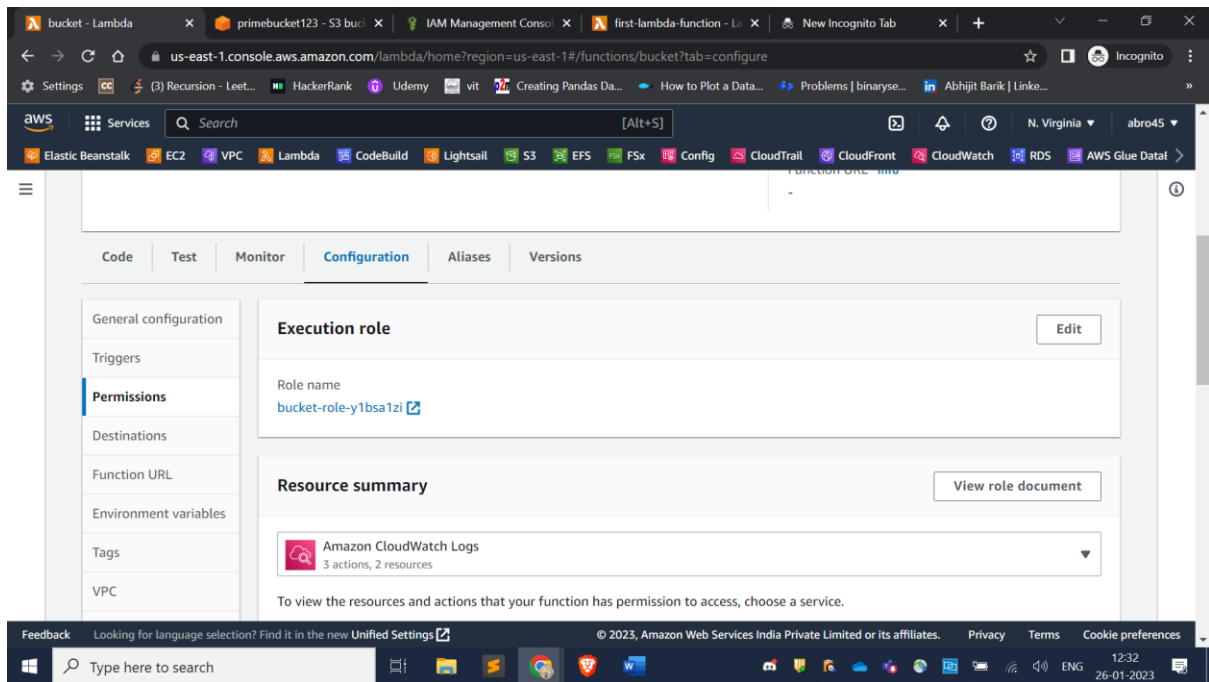 bucket - Lambda
primebucket123 - S3 buc
IAM Management Consol
first-lambda-function - La
New Incognito Tab
us-east-1.console.aws.amazon.com/lambda/home?region=us-east-1#/functions/bucket?tab=configure
Incognito
Settings
CC
(3) Recursion - Leet...
HackerRank
Udemy
vit
Creating Pandas Da...
How to Plot a Data...
Problems | binaryse...
Abhijit Barik | Linke...
»
aws
Services
Search
[Alt+S]
N. Virginia
abro45
Elastic Beanstalk
EC2
VPC
Lambda
CodeBuild
Lightsail
S3
EFS
FSx
Config
CloudTrail
CloudFront
CloudWatch
RDS
AWS Glue DataB
Function URL Info
-
Code
Test
Monitor
Configuration
Aliases
Versions
General configuration
Triggers
Permissions
Destinations
Function URL
Environment variables
Tags
VPC
Execution role
Edit
Role name
bucket-role-y1bsa1zi
Resource summary
View role document
Amazon CloudWatch Logs
3 actions, 2 resources
To view the resources and actions that your function has permission to access, choose a service.
Feedback
Looking for language selection? Find it in the new Unified Settings
© 2023, Amazon Web Services India Private Limited or its affiliates.
Privacy
Terms
Cookie preferences
Type here to search
ENG
12:32
26-01-2023